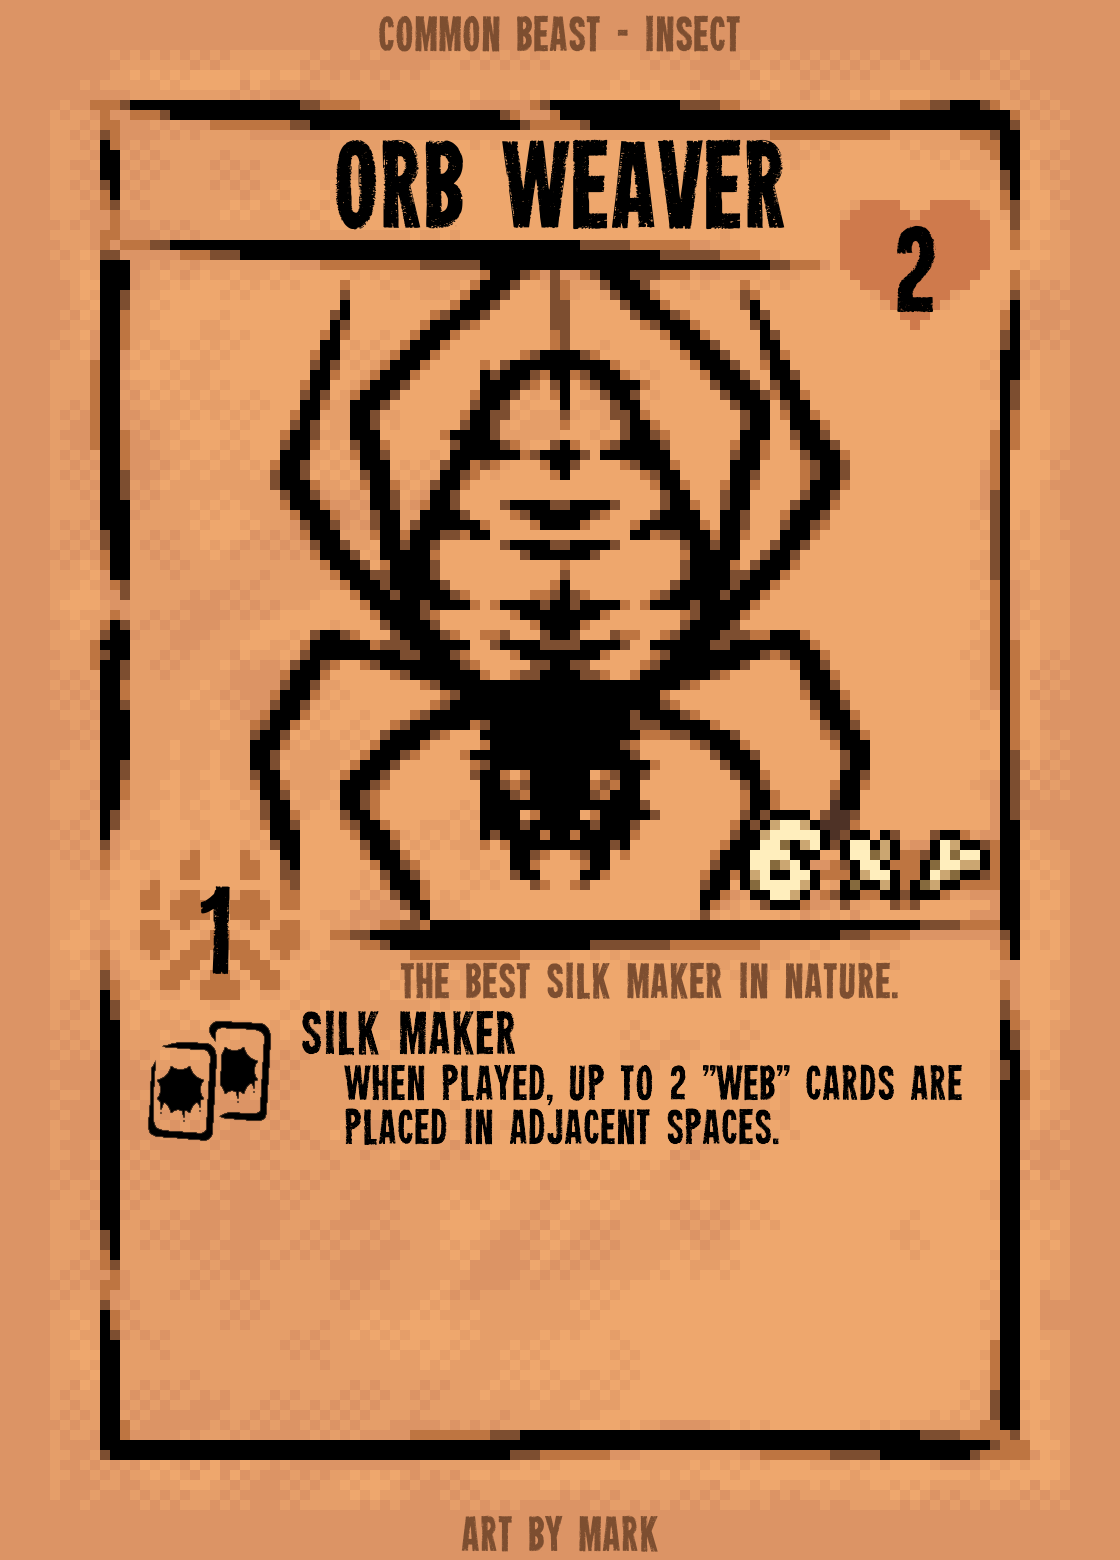 COMMON BEAST - INSECT
ORB WEAVER
2
6 X
1
THE BEST SILK MAKER IN NATURE.
SILK MAKER
WHEN PLAYED, UP TO 2 ”WEB” CARDS ARE
PLACED IN ADJACENT SPACES.
ART BY MARK